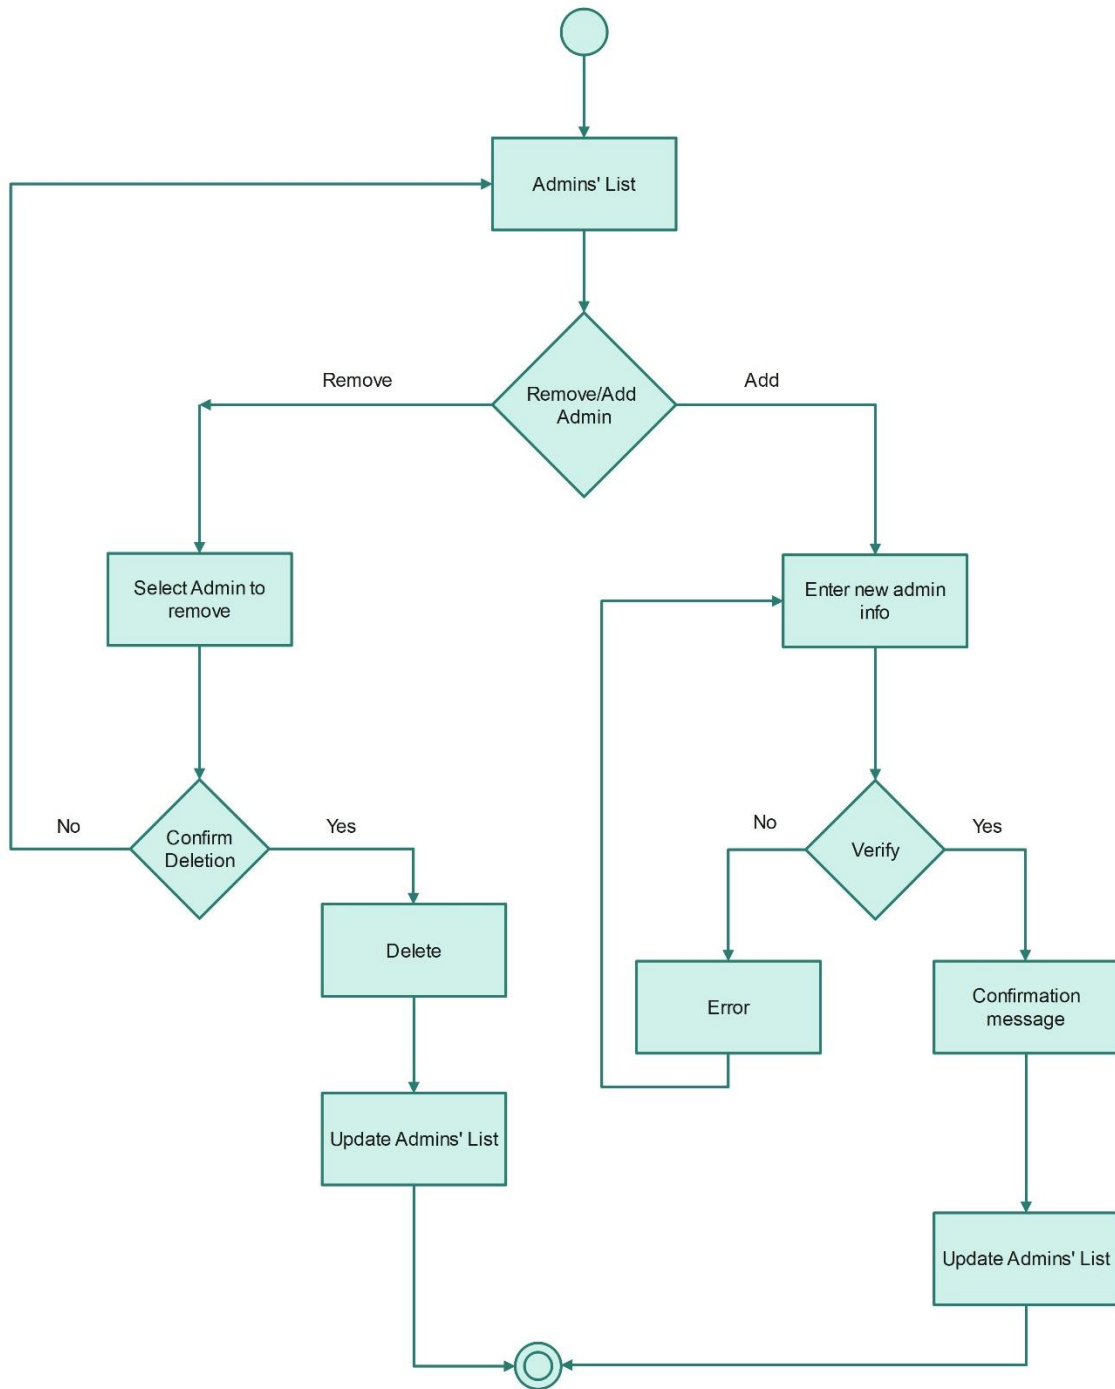 Admins' List
Remove
Remove/Add
Admin
Add
Select Admin to
remove
Enter new admin
info
No
Confirm
Deletion
Yes
No
Verify
Yes
Delete
Error
Confirmation
message
Update Admins' List
Update Admins' List